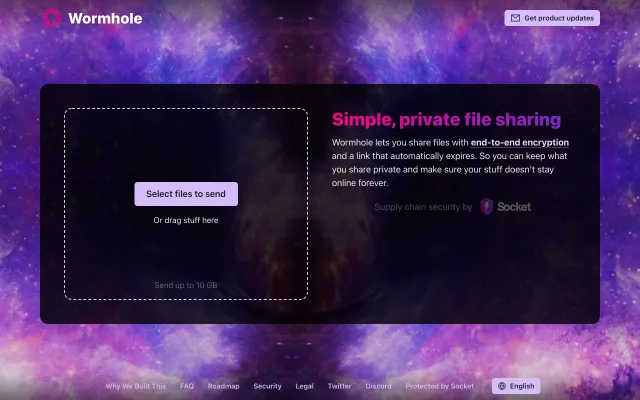 Wormhole
Get product updates
Simple, private file sharing
Wormhole lets you share files with end-to-end encryption
and a link that automatically expires. So you can keep what
you share private and make sure your stuff doesn't stay
online forever.
Select files to send
Or drag stuff here
Supply chain security by Socket
Send up to 10 GB
Why We Built This
FAQ
Roadmap
Security
Legal
Twitter
Discord
Protected by Socket
English